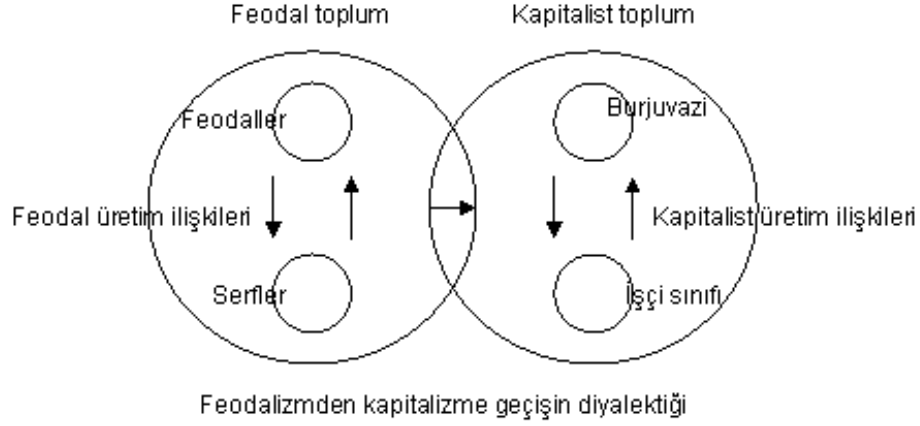 Feodal toplum
Kapitalist toplum
Feodaller
Burjuvazi
Feodal üretim ilişkileri
Kapitalist üretim ilişkileri
Serfler
İşçi sınıfı
Feodalizmden kapitalizme geçişin diyalektiği